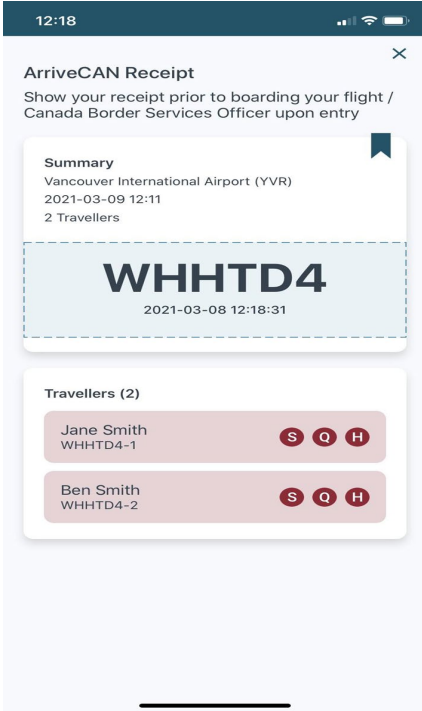 12:18
ArriveCAN Receipt
Show your receipt prior to boarding your flight /
Canada Border Services Officer upon entry
Summary
Vancouver International Airport (YVR)
2021-03-09 12:11
2 Travellers
WHHTD4
2021-03-08 12:18:31
Travellers (2)
Jane Smith
WHHTD4-1
S Q H
Ben Smith
WHHTD4-2
S Q H